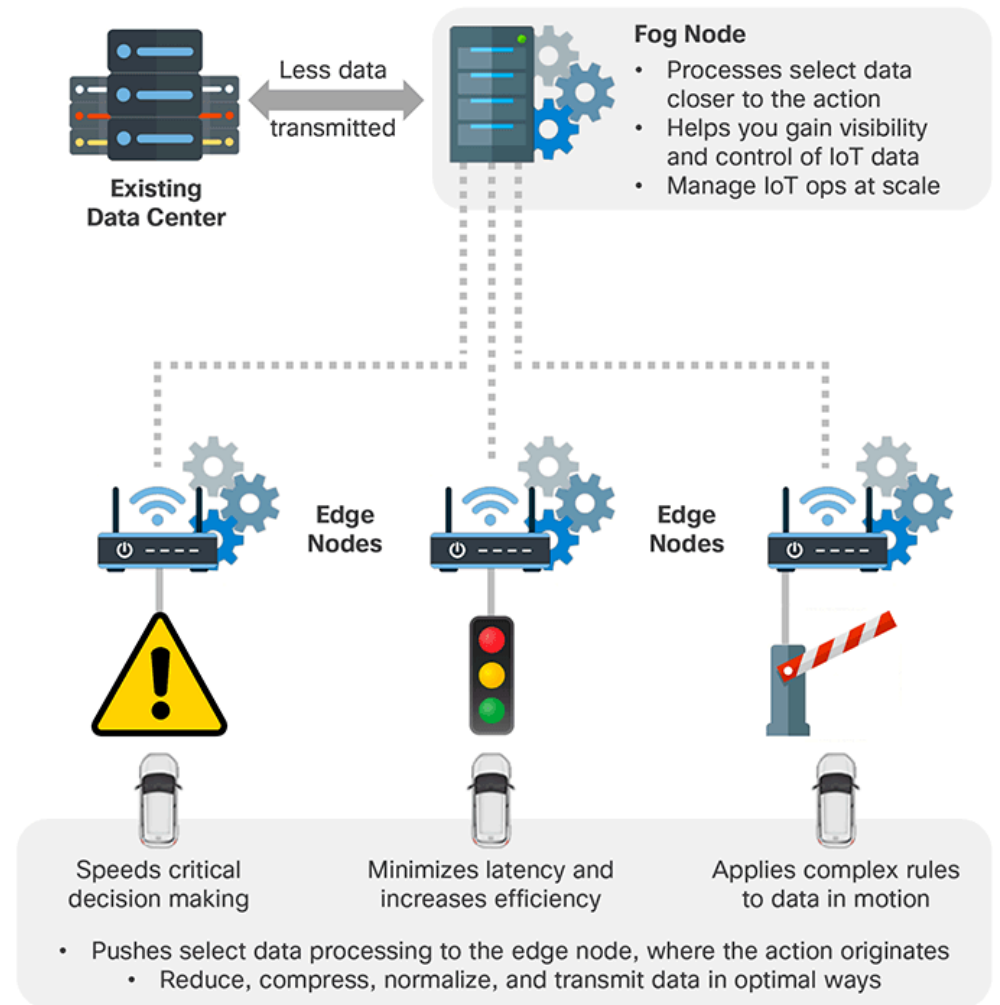 Less data
transmitted
Existing
Data Center
Fog Node
• Processes select data
closer to the action
• Helps you gain visibility
and control of IoT data
• Manage IoT ops at scale
Edge
Nodes
Edge
Nodes
Speeds critical
decision making
Minimizes latency and
increases efficiency
Applies complex rules
to data in motion
• Pushes select data processing to the edge node, where the action originates
• Reduce, compress, normalize, and transmit data in optimal ways